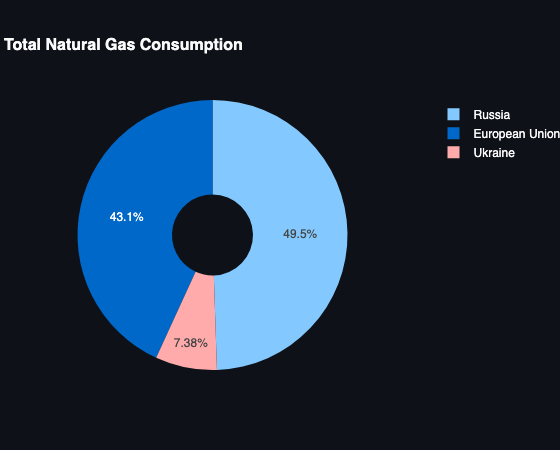 Total Natural Gas Consumption
Russia
European Union
Ukraine
43.1%
49.5%
7.38%